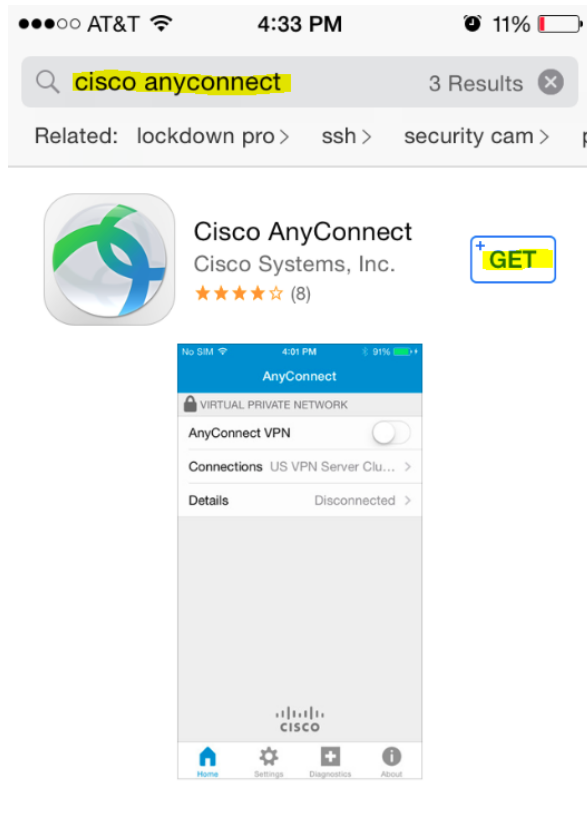 AT&T 4:33 PM 11%
cisco anyconnect 3 Results
Related: lockdown pro > ssh > security cam >
Cisco AnyConnect
Cisco Systems, Inc.
(8)
+ GET
No SIM 4:01 PM 91%
AnyConnect
VIRTUAL PRIVATE NETWORK
AnyConnect VPN
Connections US VPN Server Clu... >
Details Disconnected >
cisco
Home Settings Diagnostics About